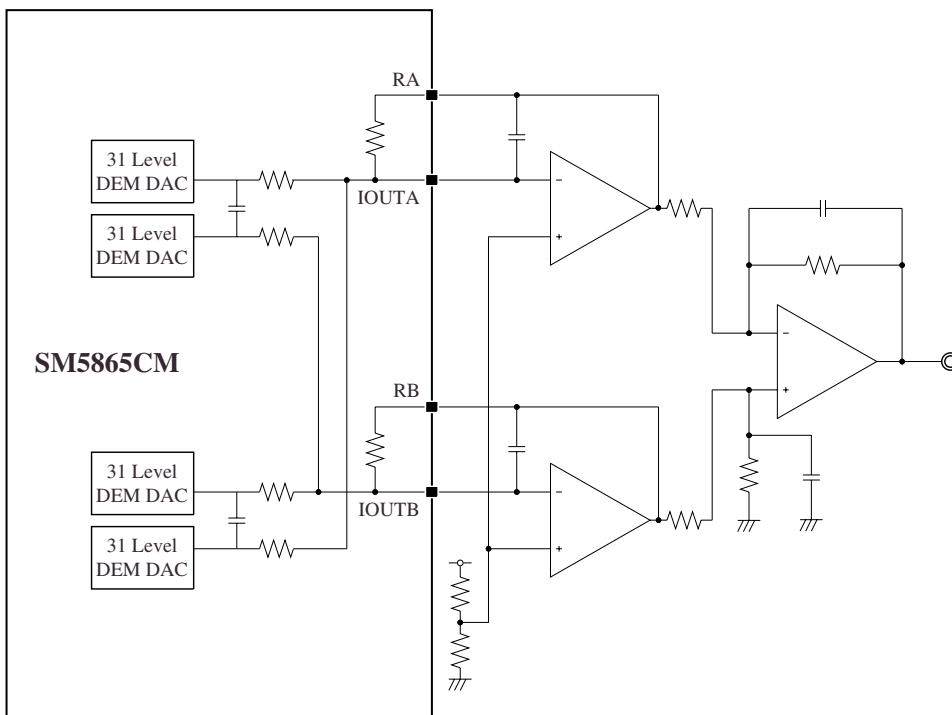 RA
31 Level
DEM DAC
IOUTA
−
31 Level
DEM DAC
+
−
SM5865CM
RB
+
31 Level
DEM DAC
IOUTB
−
31 Level
DEM DAC
+